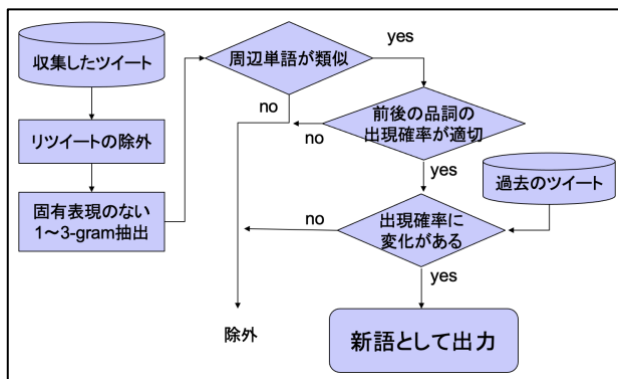 収集したツイート
リツイートの除外
固有表現のない
1～3-gram抽出
周辺単語が類似
yes
no
前後の品詞の
出現確率が適切
no
yes
過去のツイート
出現確率に
変化がある
no
yes
除外
新語として出力